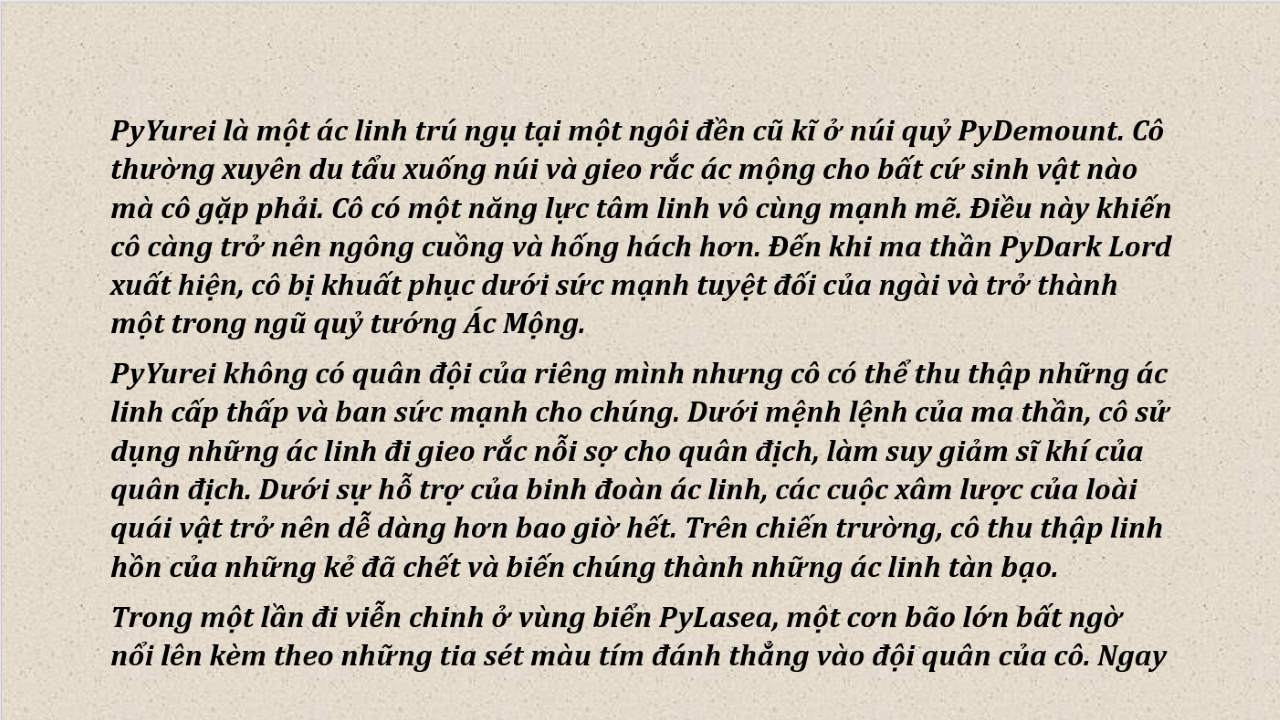 PyYurei là một ác linh trú ngụ tại một ngôi đền cũ kĩ ở núi quỷ PyDemount. Cô
thường xuyên du tẩu xuống núi và gieo rắc ác mộng cho bất cứ sinh vật nào
mà cô gặp phải. Cô có một năng lực tâm linh vô cùng mạnh mẽ. Điều này khiến
cô càng trở nên ngông cuồng và hống hách hơn. Đến khi ma thần PyDark Lord
xuất hiện, cô bị khuất phục dưới sức mạnh tuyệt đối của ngài và trở thành
một trong ngũ quỷ tướng Ác Mộng.
PyYurei không có quân đội của riêng mình nhưng cô có thể thu thập những ác
linh cấp thấp và ban sức mạnh cho chúng. Dưới mệnh lệnh của ma thần, cô sử
dụng những ác linh đi gieo rắc nỗi sợ cho quân địch, làm suy giảm sĩ khí của
quân địch. Dưới sự hỗ trợ của binh đoàn ác linh, các cuộc xâm lược của loài
quái vật trở nên dễ dàng hơn bao giờ hết. Trên chiến trường, cô thu thập linh
hồn của những kẻ đã chết và biến chúng thành những ác linh tàn bạo.
Trong một lần đi viễn chinh ở vùng biển PyLasea, một cơn bão lớn bất ngờ
nổi lên kèm theo những tia sét màu tím đánh thẳng vào đội quân của cô. Ngay